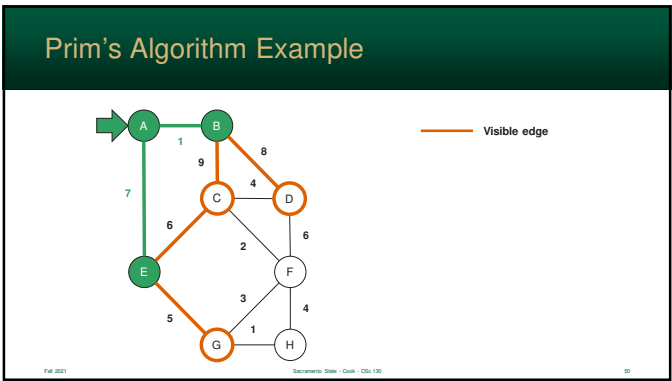 Prim's Algorithm Example
A
B
1
Visible edge
9
8
4
7
C
D
6
2
6
E
F
3
4
5
1
G
H
Fall 2021
Sacramento State - Cook - CSc 130
50